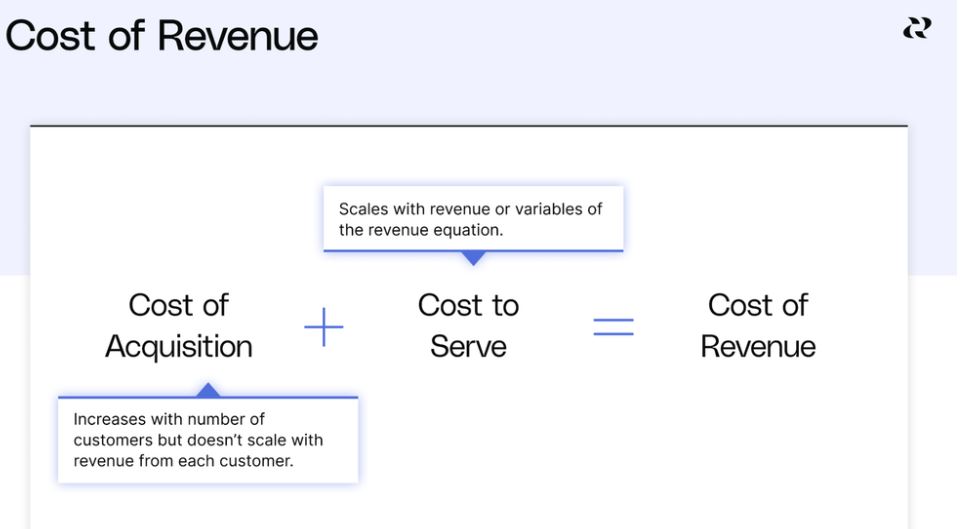 Cost of Revenue
Scales with revenue or variables of
the revenue equation.
Cost of
Acquisition
+
Cost to
Serve
=
Cost of
Revenue
Increases with number of
customers but doesn’t scale with
revenue from each customer.